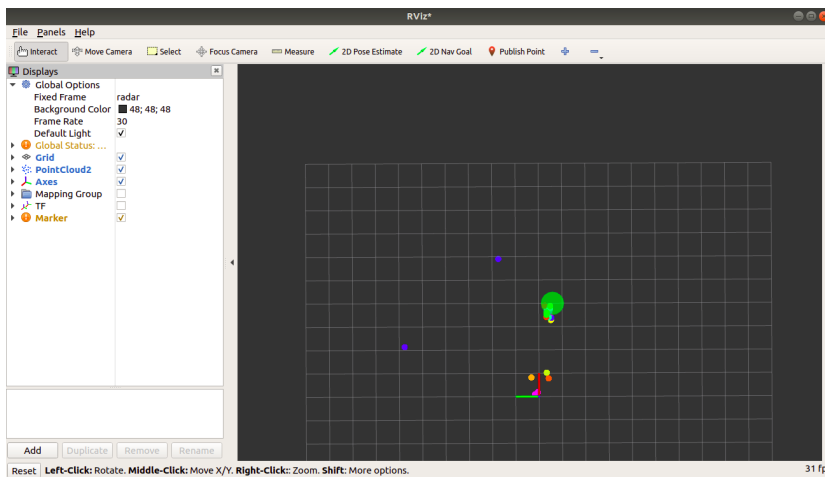 RViz*
File Panels Help
Interact Move Camera Select Focus Camera Measure 2D Pose Estimate 2D Nav Goal Publish Point
Displays
Global Options
Fixed Frame radar
Background Color 48; 48; 48
Frame Rate 30
Default Light
Global Status: ...
Grid
PointCloud2
Axes
Mapping Group
TF
Marker
Add Duplicate Remove Rename
Reset Left-Click: Rotate. Middle-Click: Move X/Y. Right-Click:: Zoom. Shift: More options. 31 fp